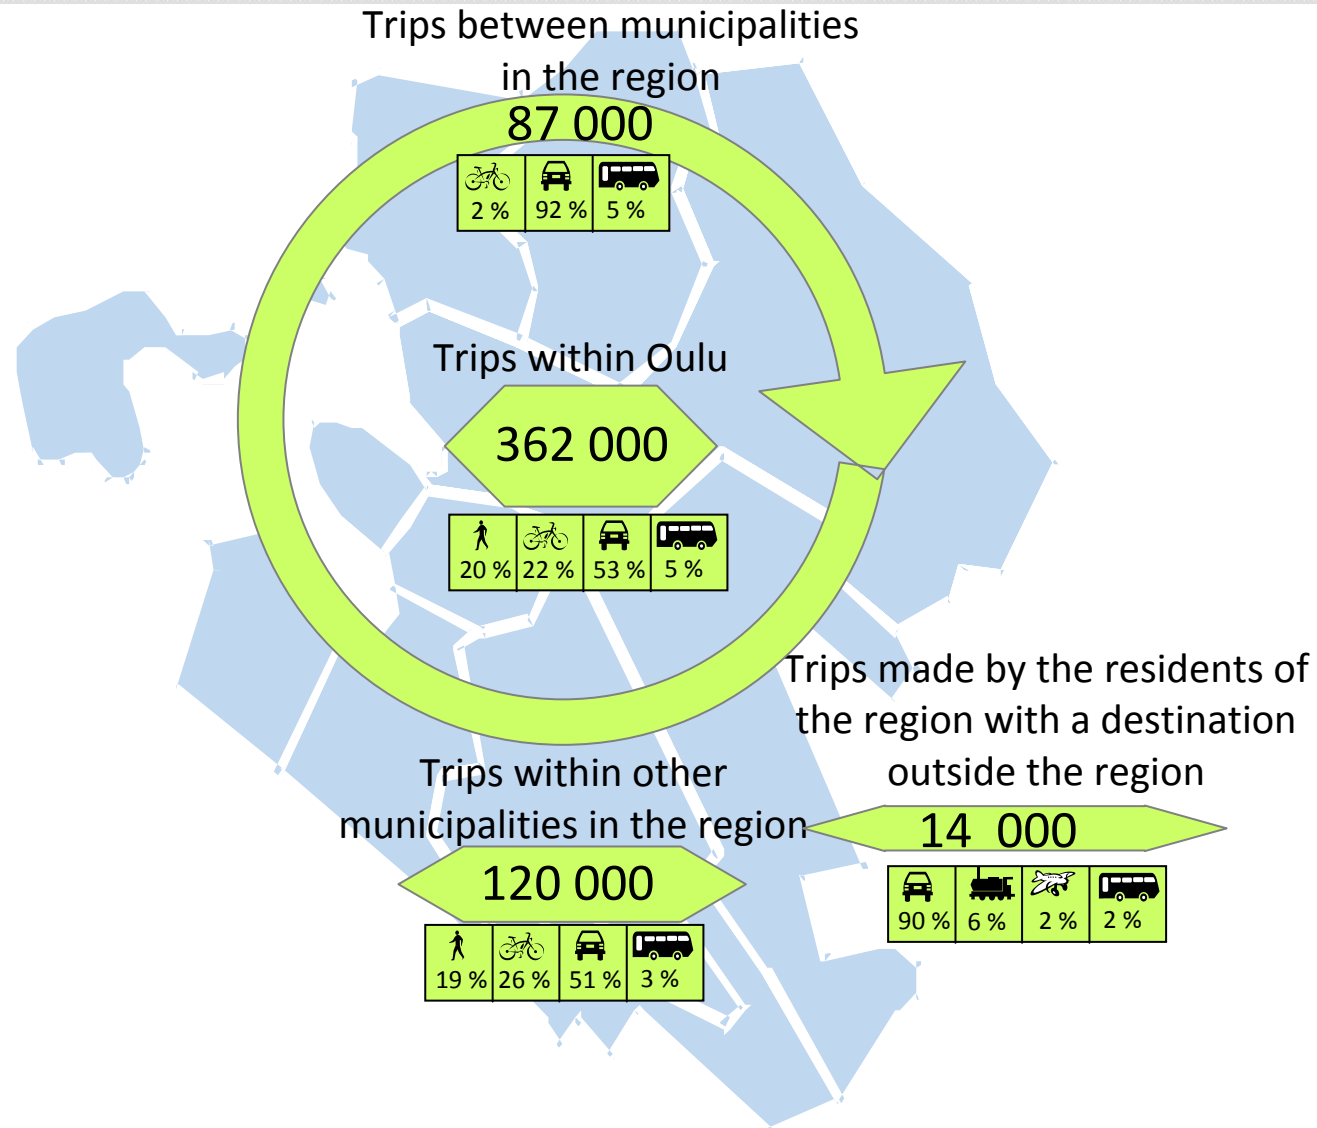 Trips between municipalities
in the region
87 000
2 % 92 % 5 %
Trips within Oulu
362 000
20 % 22 % 53 % 5 %
Trips made by the residents of
the region with a destination
outside the region
14 000
90 % 6 % 2 % 2 %
Trips within other
municipalities in the region
120 000
19 % 26 % 51 % 3 %